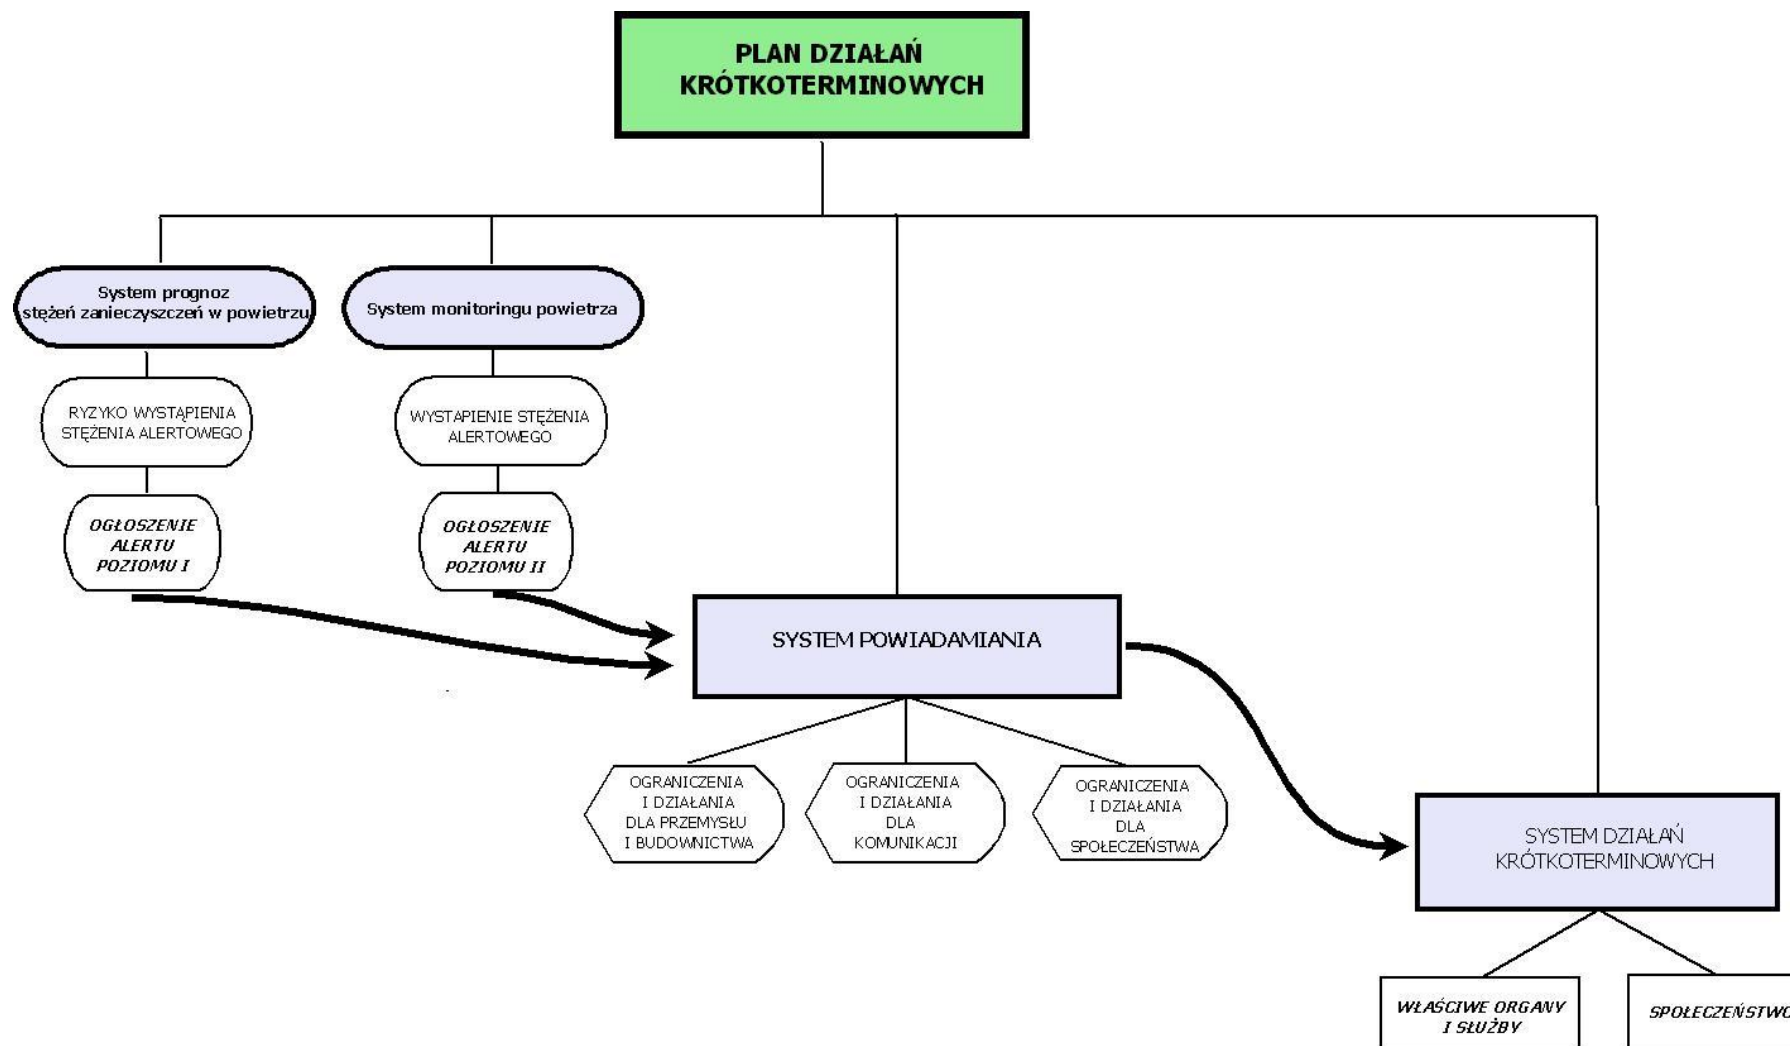 PLAN DZIAŁAŃ
KRÓTKOTERMINOWYCH
System prognoz
stężeń zanieczyszczeń w powietrzu
System monitoringu powietrza
RYZYKO WYSTĄPIENIA
STĘŻENIA ALERTOWEGO
WYSTAPIENIE STĘŻENIA
ALERTOWEGO
OGŁOSZENIE
ALERTU
POZIOMU I
OGŁOSZENIE
ALERTU
POZIOMU II
SYSTEM POWIADAMIANIA
OGRANICZENIA
I DZIAŁANIA
DLA PRZEMYSŁU
I BUDOWNICTWA
OGRANICZENIA
I DZIAŁANIA
DLA
KOMUNIKACJI
OGRANICZENIA
I DZIAŁANIA
DLA
SPOŁECZEŃSTWA
SYSTEM DZIAŁAŃ
KRÓTKOTERMINOWYCH
WŁAŚCIWE ORGANY
I SŁUŻBY
SPOŁECZEŃSTWO